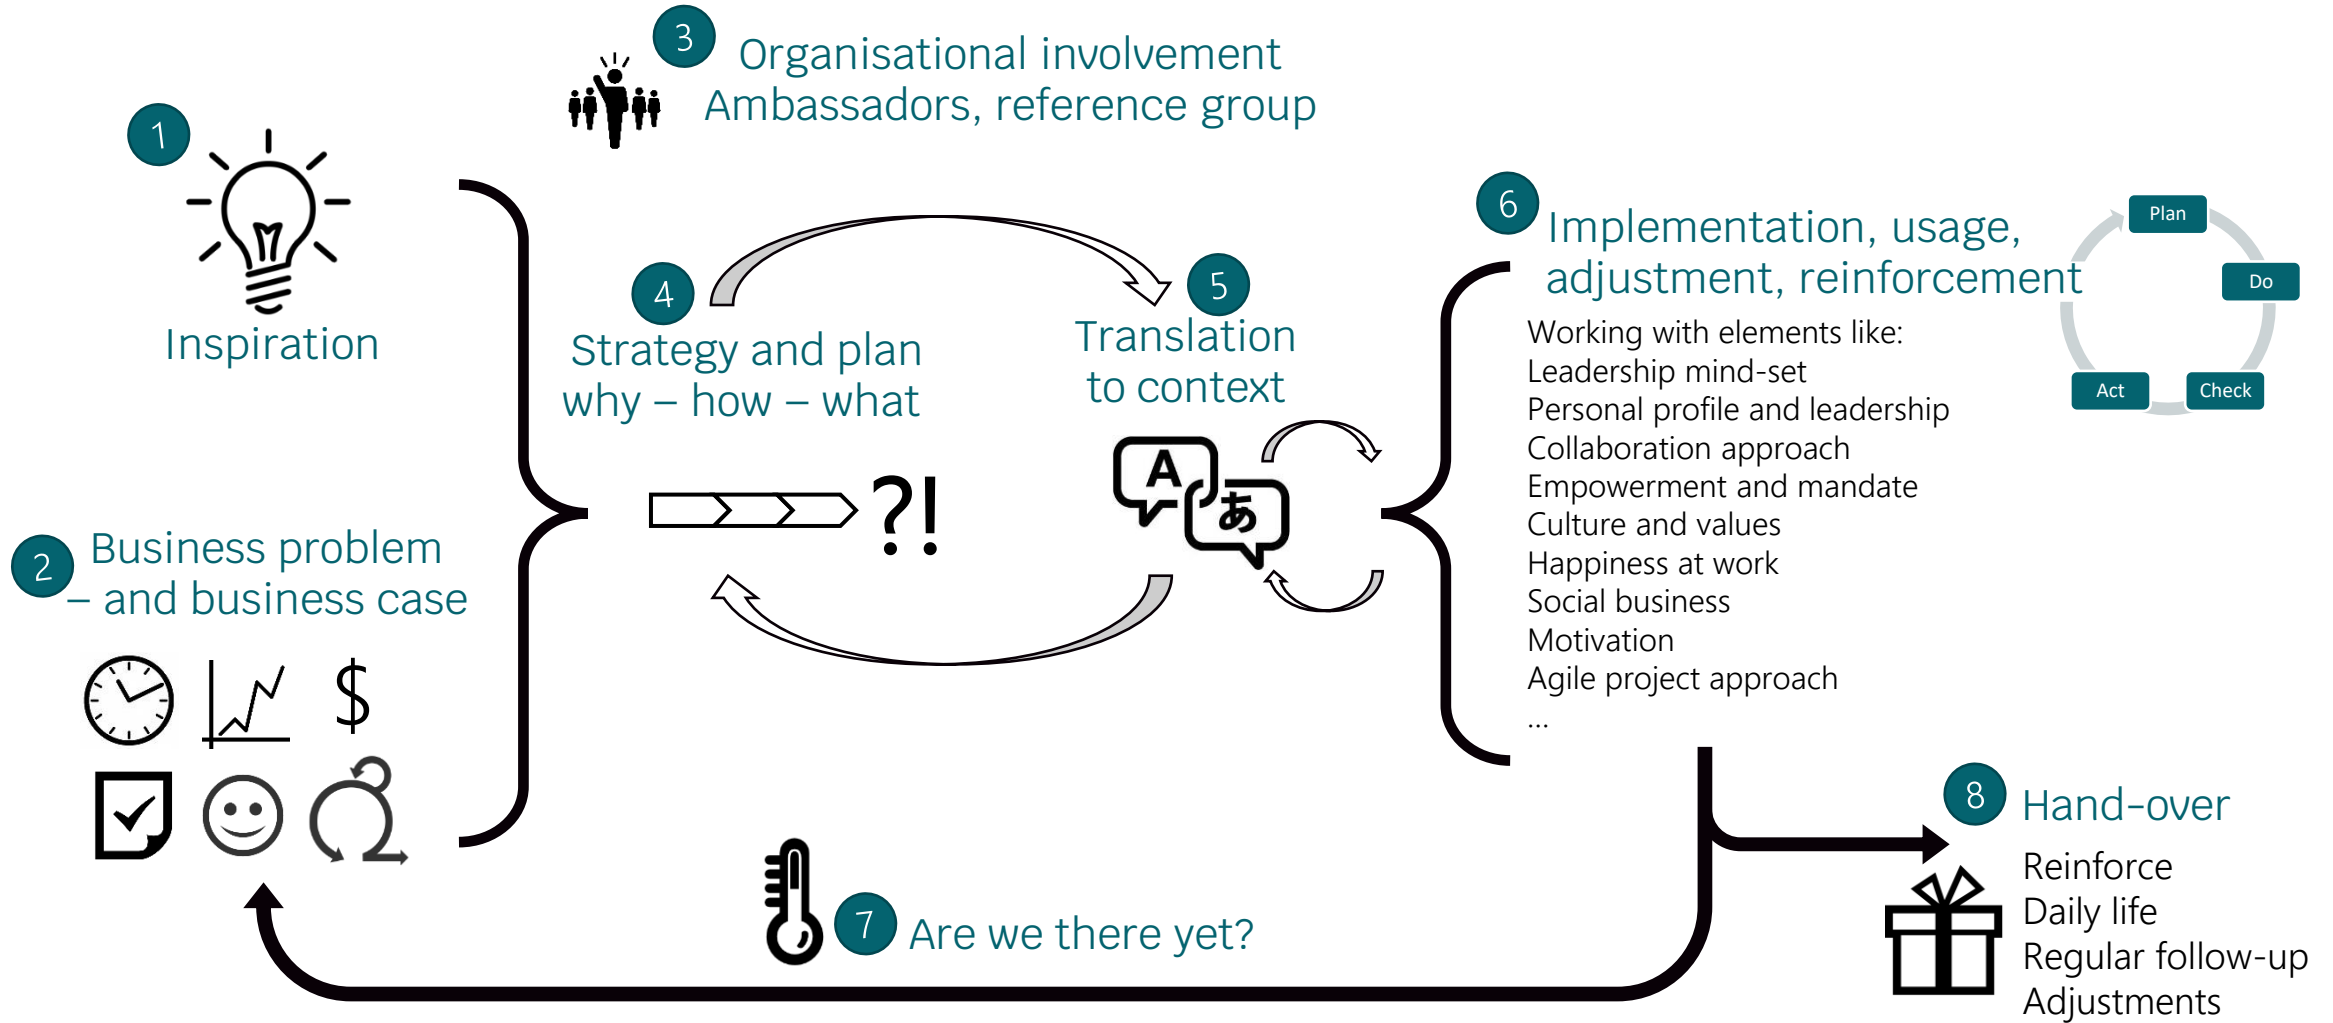 1
Inspiration
2
Business problem
– and business case
$
3
Organisational involvement
Ambassadors, reference group
4
Strategy and plan
why – how – what
?!
5
Translation
to context
A
あ
6
Implementation, usage,
adjustment, reinforcement
Working with elements like:
Leadership mind-set
Personal profile and leadership
Collaboration approach
Empowerment and mandate
Culture and values
Happiness at work
Social business
Motivation
Agile project approach
...
Plan
Do
Check
Act
7
Are we there yet?
8
Hand-over
Reinforce
Daily life
Regular follow-up
Adjustments